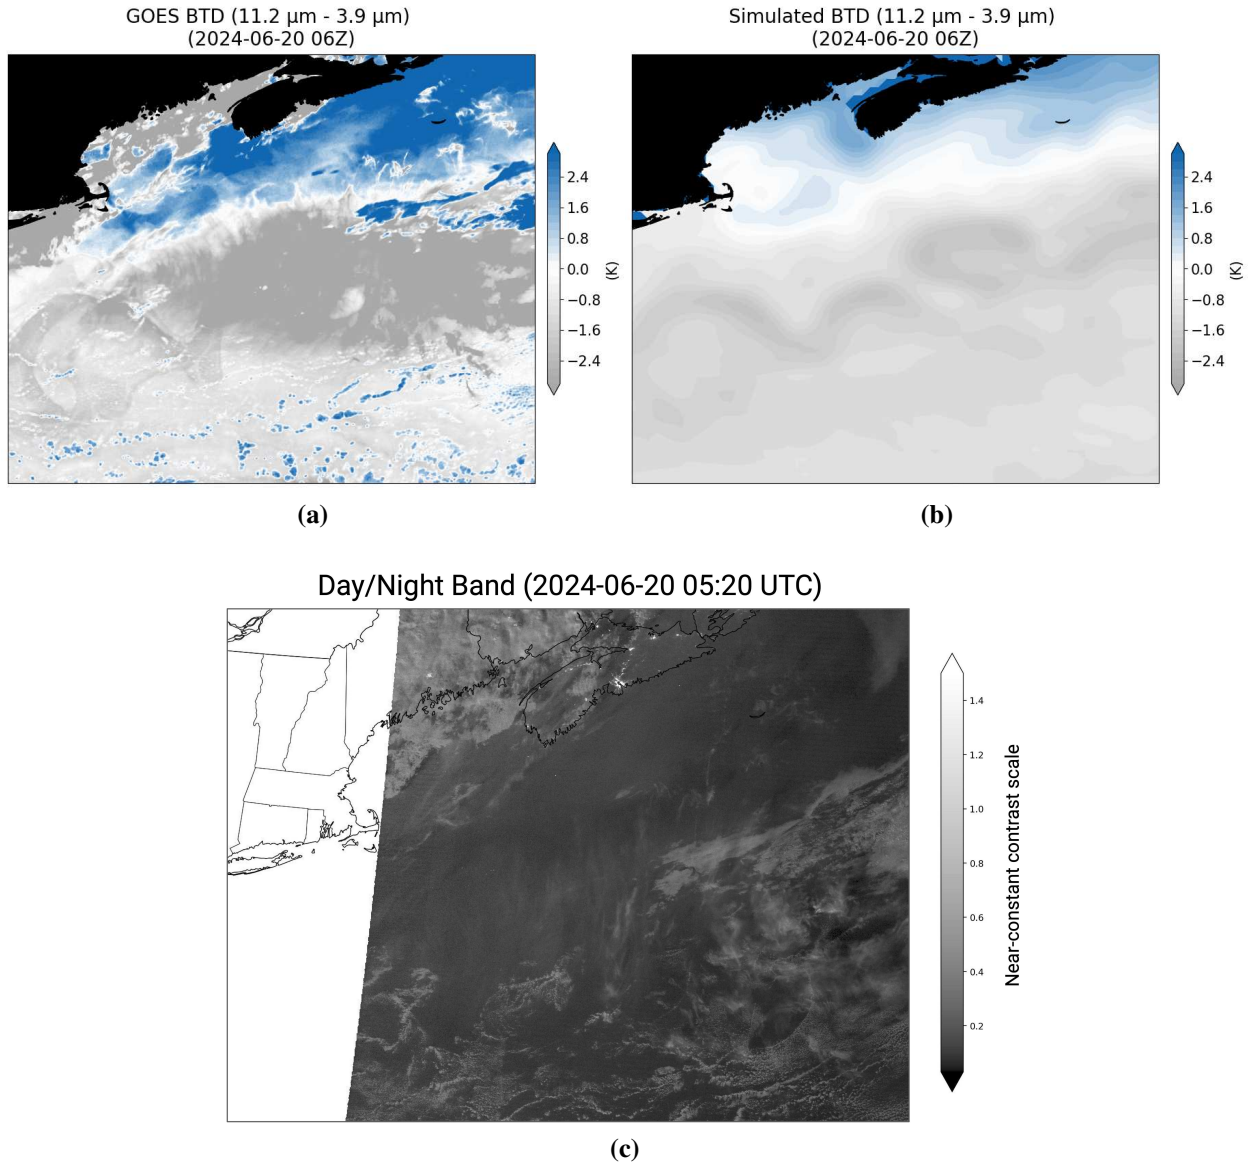 GOES BTD (11.2 µm - 3.9 µm)
(2024-06-20 06Z)
2.4
1.6
0.8
0.0
−0.8
−1.6
−2.4
(K)
(a)
Simulated BTD (11.2 µm - 3.9 µm)
(2024-06-20 06Z)
2.4
1.6
0.8
0.0
−0.8
−1.6
−2.4
(K)
(b)
Day/Night Band (2024-06-20 05:20 UTC)
1.4
1.2
1.0
0.8
0.6
0.4
0.2
Near-constant contrast scale
(c)